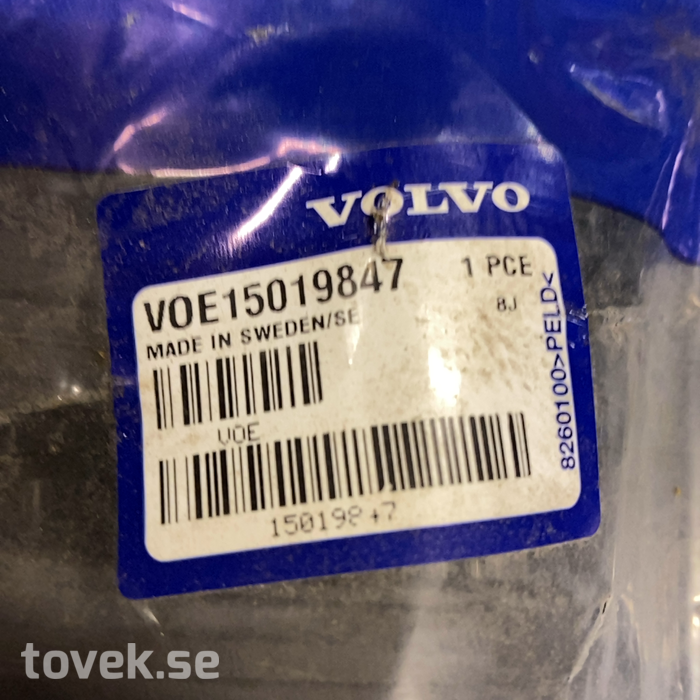 VOLVO
VOE15019847 1 PCE
MADE IN SWEDEN/SE 8J
VOE
15019847
8260100>PELD<
tovek.se